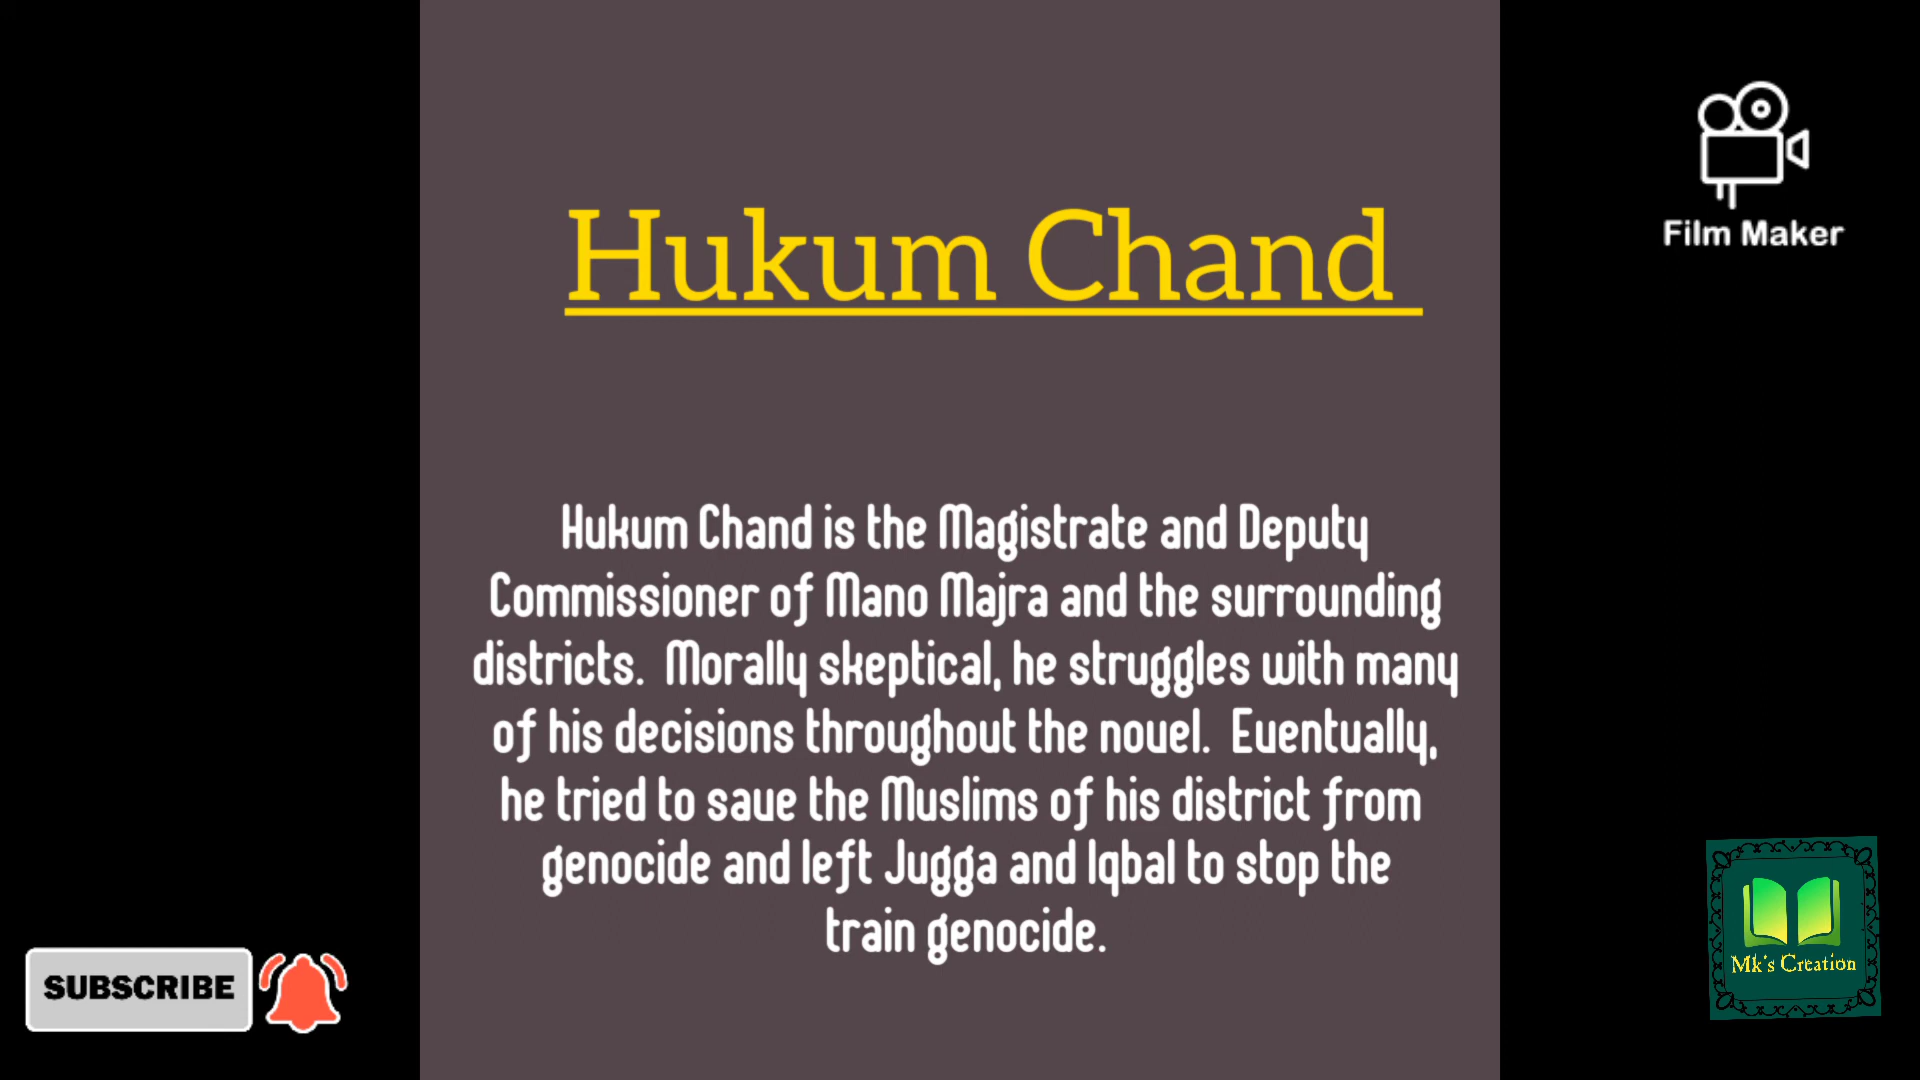 Hukum Chand
Film Maker
Hukum Chand is the Magistrate and Deputy
Commissioner of Mano Majra and the surrounding
districts. Morally skeptical, he struggles with many
of his decisions throughout the novel. Eventually,
he tried to save the Muslims of his district from
genocide and left Jugga and Iqbal to stop the
train genocide.
SUBSCRIBE
Mk's Creation